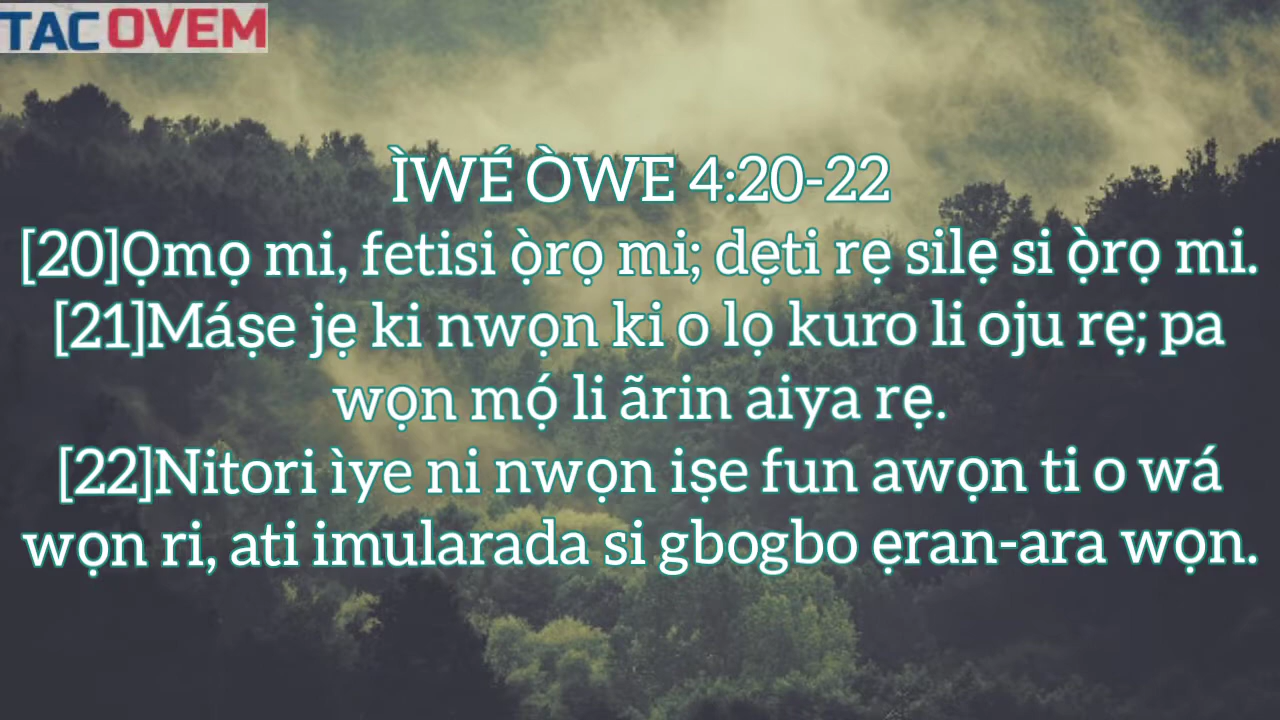 TAC OVEM
ÌWÉ ÒWE 4:20-22
[20]Ọmọ mi, fetisi ọ̀rọ mi; dẹti rẹ silẹ si ọ̀rọ mi.
[21]Máṣe jẹ ki nwọn ki o lọ kuro li oju rẹ; pa
wọn mọ́ li ãrin aiya rẹ.
[22]Nitori ìye ni nwọn iṣe fun awọn ti o wá
wọn ri, ati imularada si gbogbo ẹran-ara wọn.